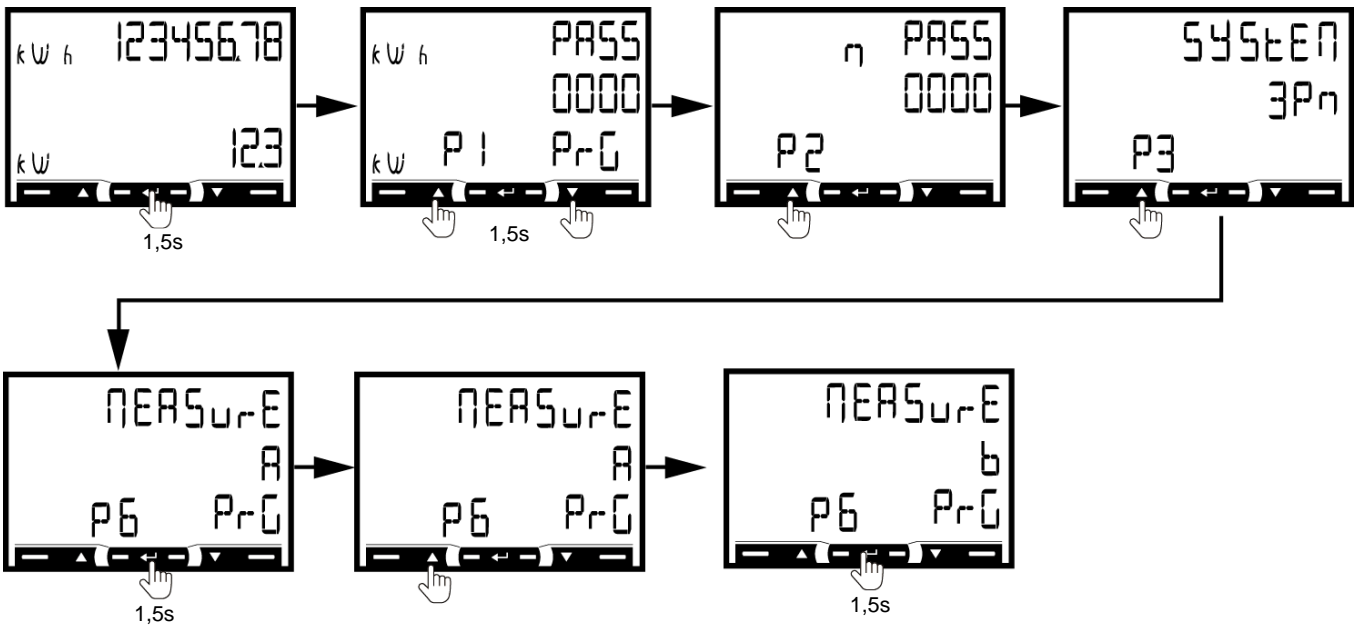 kWh 12345678
kW 12.3
1,5s
kWh PASS
0000
kW P1 PrG
1,5s
n PASS
0000
P2
SYStEM
3Pn
P3
MEASurE
A
P6 PrG
1,5s
MEASurE
A
P6 PrG
MEASurE
b
P6 PrG
1,5s